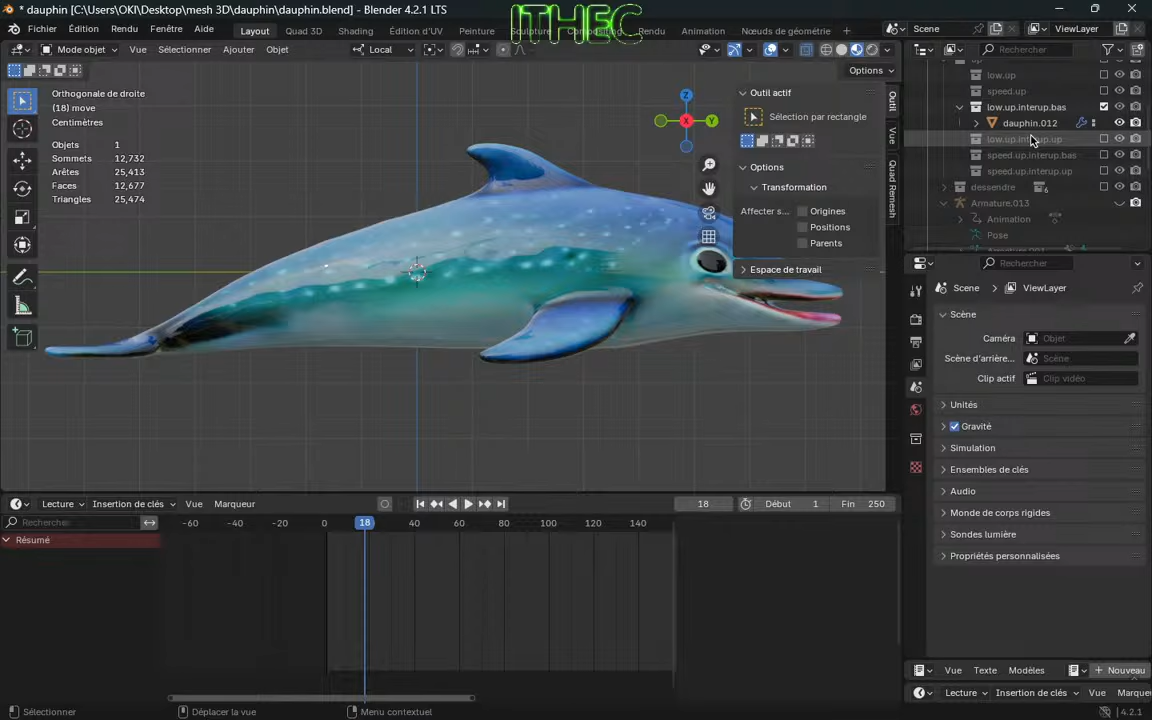 * dauphin [C:\Users\OKI\Desktop\mesh 3D\dauphin\dauphin.blend] * - Blender 4.2.1 LTS
ITHEC
Fichier Édition Rendu Fenêtre Aide Layout Quad 3D Modeling Sculpture Shading Édition d'UV Peinture Rendu Animation Nœuds de géométrie + Scene ViewLayer
Mode objet Vue Sélectionner Ajouter Objet Local Rechercher
Options
Orthogonale de droite
(18) move
Centimètres
Objets 1
Sommets 12,732
Arêtes 25,413
Faces 12,677
Triangles 25,474
Z
X
Y
Outil actif
Sélection par rectangle
Options
Transformation
Affecter s... Origines
Positions
Parents
Espace de travail
Outil
Vue
Quad Remesh
up
low.up
speed.up
low.up.interup.bas
dauphin.012
low.up.interup.up
speed.up.interup.bas
speed.up.interup.up
dessendre 6
Armature.013
Animation
Pose
Armature.001
Rechercher
Scene > ViewLayer
Scène
Caméra Objet
Scène d'arrière... Scène
Clip actif Clip vidéo
Unités
Gravité
Simulation
Ensembles de clés
Audio
Monde de corps rigides
Sondes lumière
Propriétés personnalisées
Lecture Insertion de clés Vue Marqueur 18 Début 1 Fin 250
Rechercher -60 -40 -20 0 18 40 60 80 100 120 140
Résumé
Vue Texte Modèles + Nouveau
Lecture Insertion de clés Vue Marque
Sélectionner Déplacer la vue Menu contextuel 4.2.1